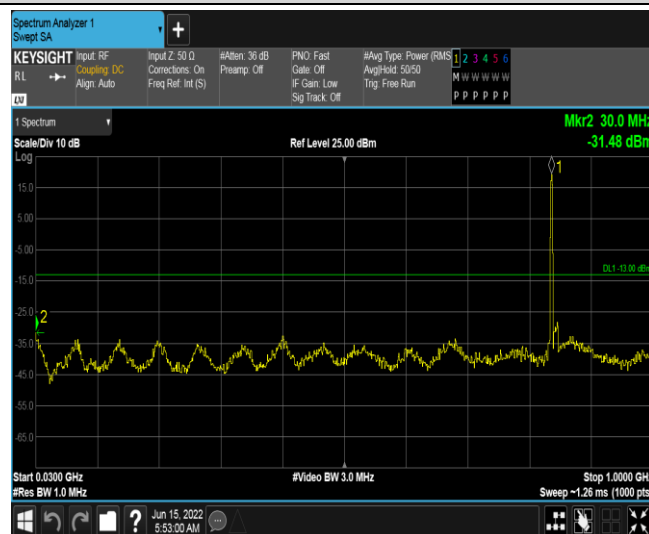 Spectrum Analyzer 1
Swept SA
+
KEYSIGHT
RL
LXI
Input: RF
Coupling: DC
Align: Auto
Input Z: 50 Ω
Corrections: On
Freq Ref: Int (S)
#Atten: 36 dB
Preamp: Off
PNO: Fast
Gate: Off
IF Gain: Low
Sig Track: Off
#Avg Type: Power (RMS
Avg|Hold: 50/50
Trig: Free Run
1 2 3 4 5 6
M W W W W W
P P P P P P
1 Spectrum
Scale/Div 10 dB
Ref Level 25.00 dBm
Mkr2 30.0 MHz
-31.48 dBm
Log
1
15.0
5.00
-5.00
DL1 -13.00 dBm
-15.0
-25.0
2
-35.0
-45.0
-55.0
-65.0
Start 0.0300 GHz
#Video BW 3.0 MHz
Stop 1.0000 GHz
#Res BW 1.0 MHz
Sweep ~1.26 ms (1000 pts
?
Jun 15, 2022
5:53:00 AM